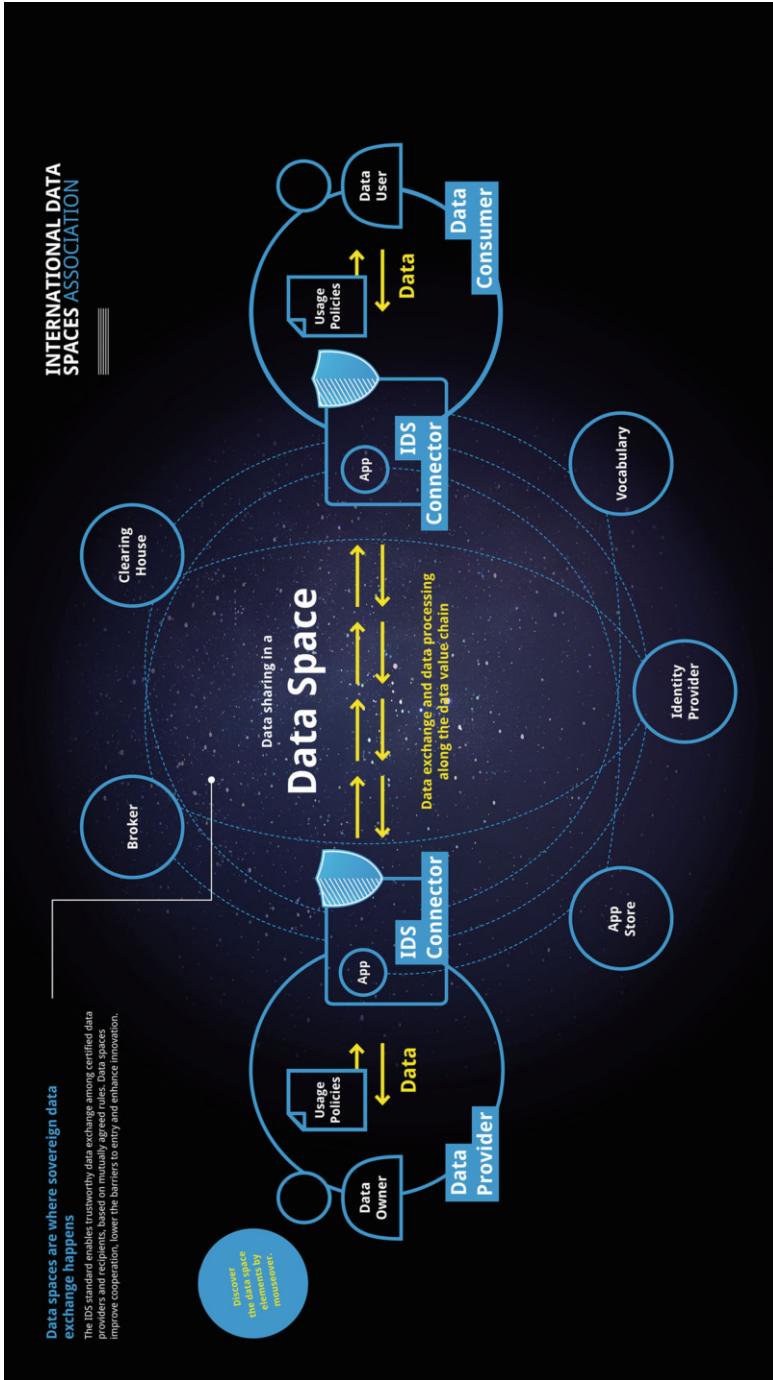 Data spaces are where sovereign data
exchange happens
The IDS standard enables trustworthy data exchange among certified data
providers and recipients, based on mutually agreed rules. Data spaces
improve cooperation, lower the barriers to entry and enhance innovation.
INTERNATIONAL DATA
SPACES ASSOCIATION
Broker
Clearing
House
Discover
the data space
elements by
mouseover.
Data sharing in a
Data Space
Data
Owner
Usage
Policies
Data
App
IDS
Connector
Data
Provider
Data exchange and data processing
along the data value chain
App
IDS
Connector
Usage
Policies
Data
Data
User
Data
Consumer
App
Store
Identity
Provider
Vocabulary